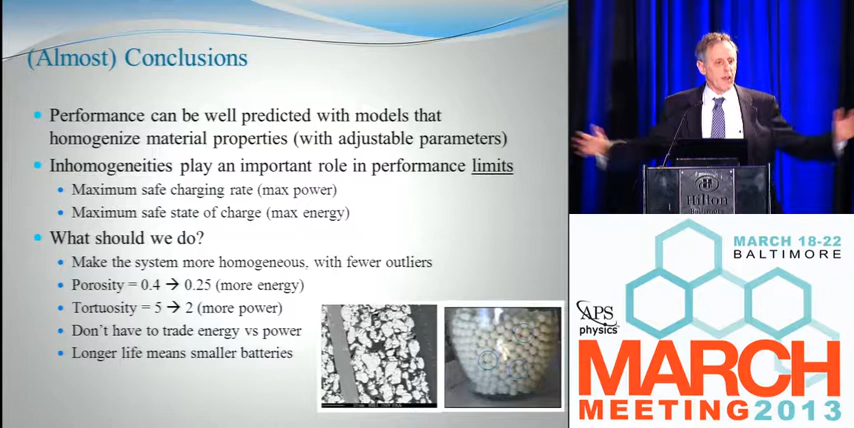 (Almost) Conclusions
Performance can be well predicted with models that
homogenize material properties (with adjustable parameters)
Inhomogeneities play an important role in performance limits
Maximum safe charging rate (max power)
Maximum safe state of charge (max energy)
What should we do?
Make the system more homogeneous, with fewer outliers
Porosity = 0.4 → 0.25 (more energy)
Tortuosity = 5 → 2 (more power)
Don't have to trade energy vs power
Longer life means smaller batteries
Hilton
MARCH 18-22
BALTIMORE
APS
physics
MARCH
MEETING2013